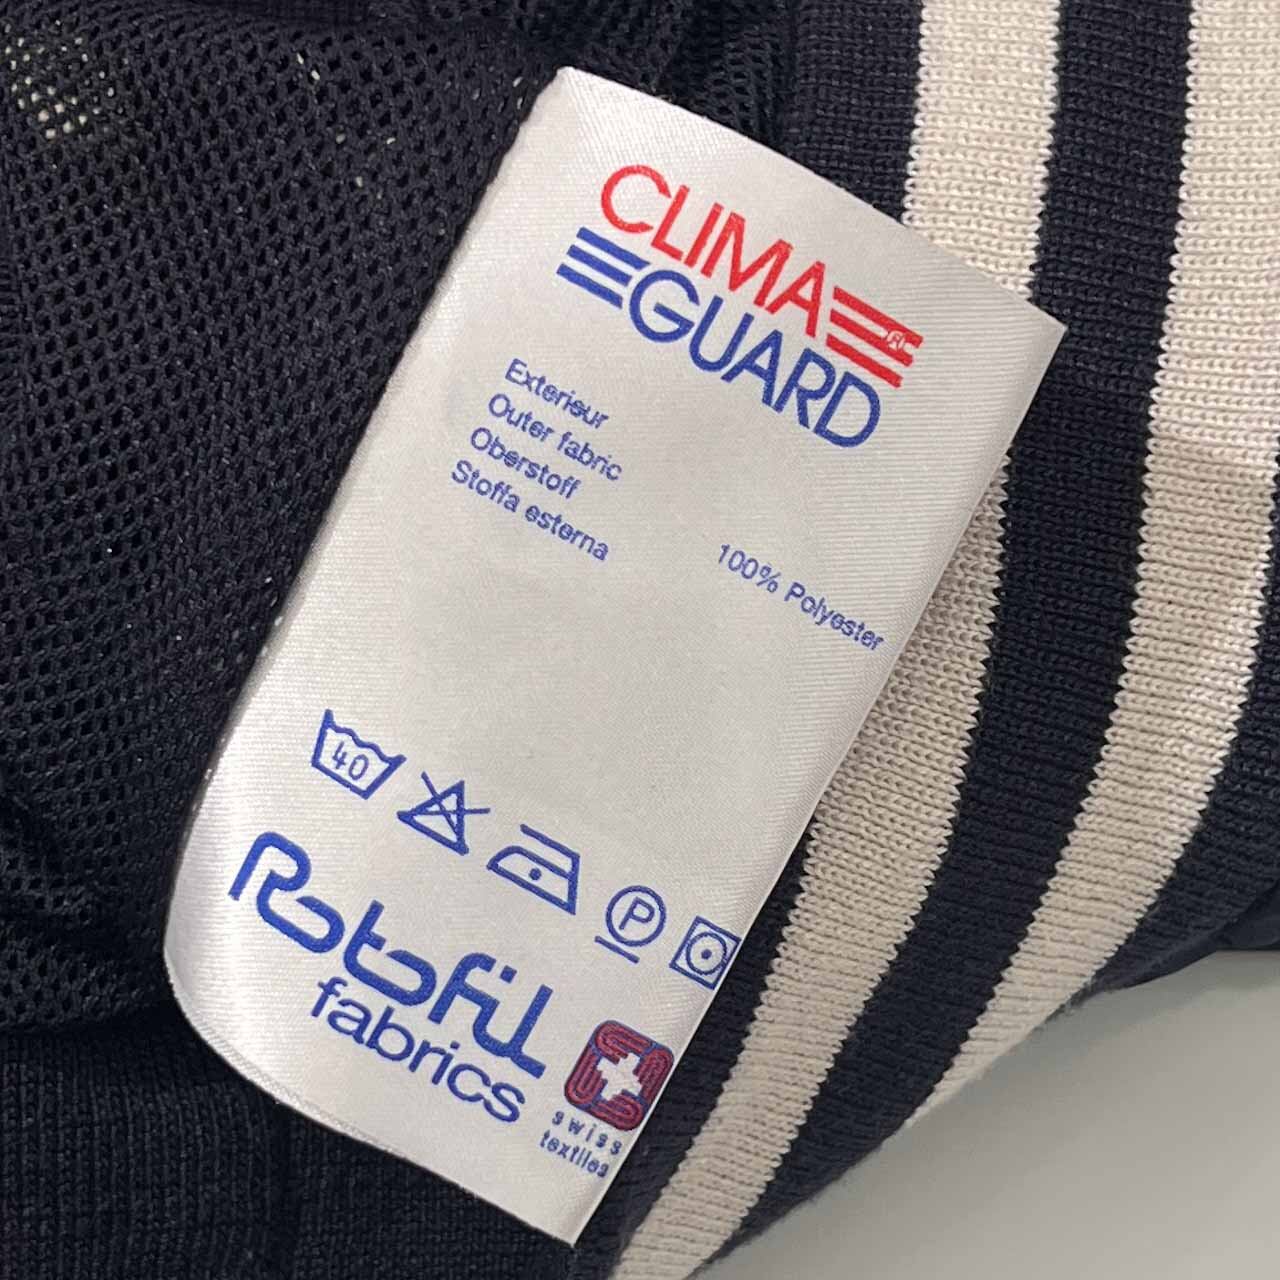 CLIMA
GUARD
Exterieur
Outer fabric
Oberstoff
Stoffa esterna
100% Polyester
40
P
Rotofil
fabrics
swiss
textiles